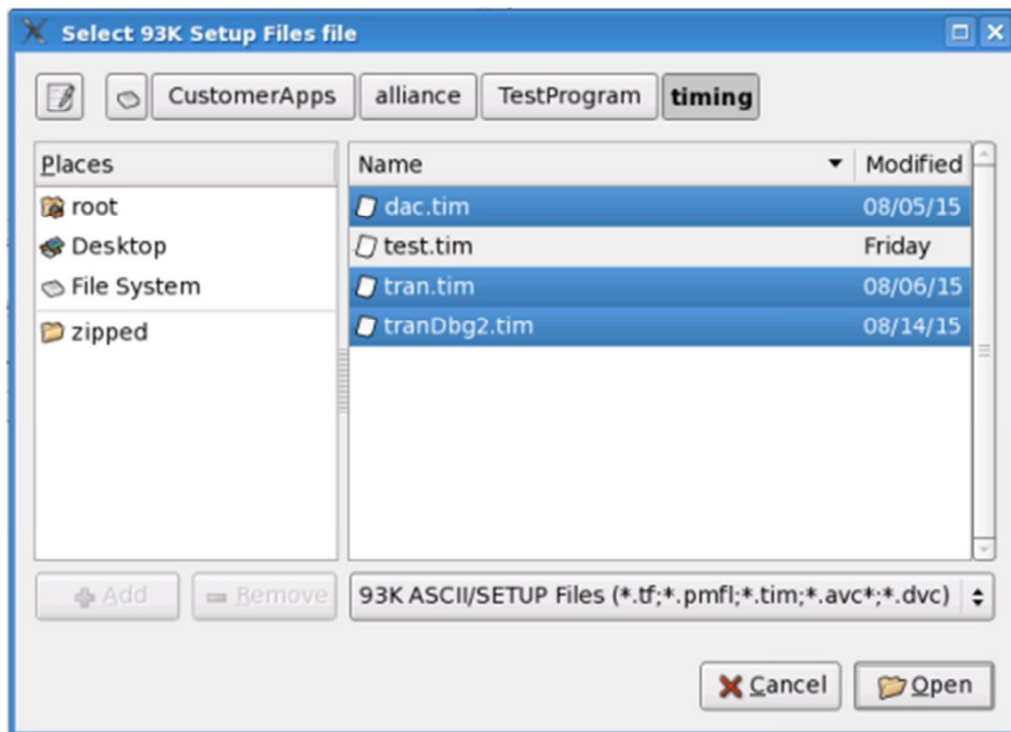 Select 93K Setup Files file
CustomerApps alliance TestProgram timing
Places
root
Desktop
File System
zipped
Name Modified
dac.tim 08/05/15
test.tim Friday
tran.tim 08/06/15
tranDbg2.tim 08/14/15
Add Remove 93K ASCII/SETUP Files (*.tf;*.pmfl;*.tim;*.avc*;*.dvc)
Cancel Open